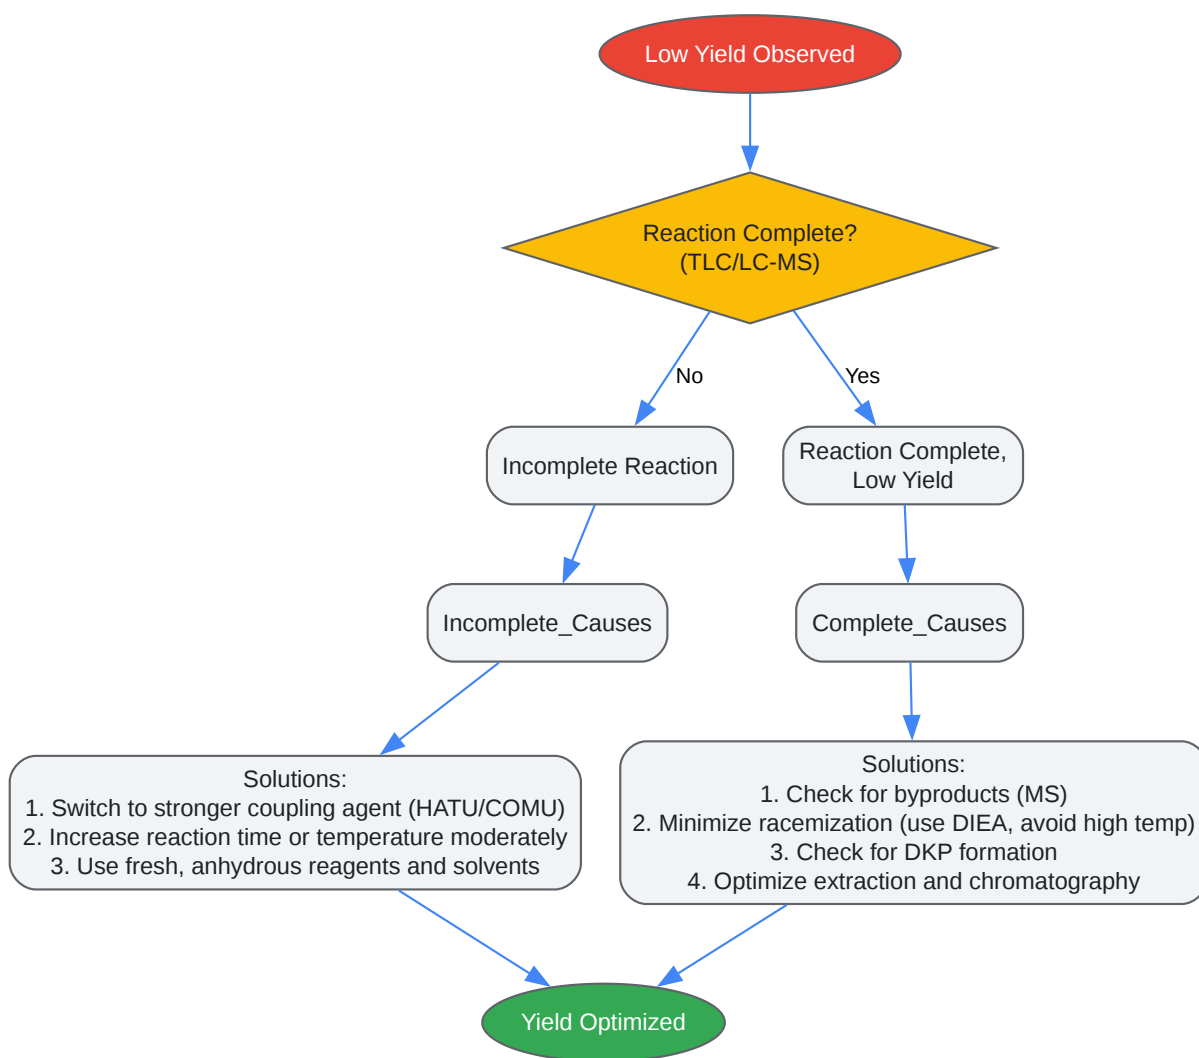 Low Yield Observed
Reaction Complete?
(TLC/LC-MS)
No
Yes
Incomplete Reaction
Reaction Complete,
Low Yield
Incomplete_Causes
Complete_Causes
Solutions:
1. Switch to stronger coupling agent (HATU/COMU)
2. Increase reaction time or temperature moderately
3. Use fresh, anhydrous reagents and solvents
Solutions:
1. Check for byproducts (MS)
2. Minimize racemization (use DIEA, avoid high temp)
3. Check for DKP formation
4. Optimize extraction and chromatography
Yield Optimized